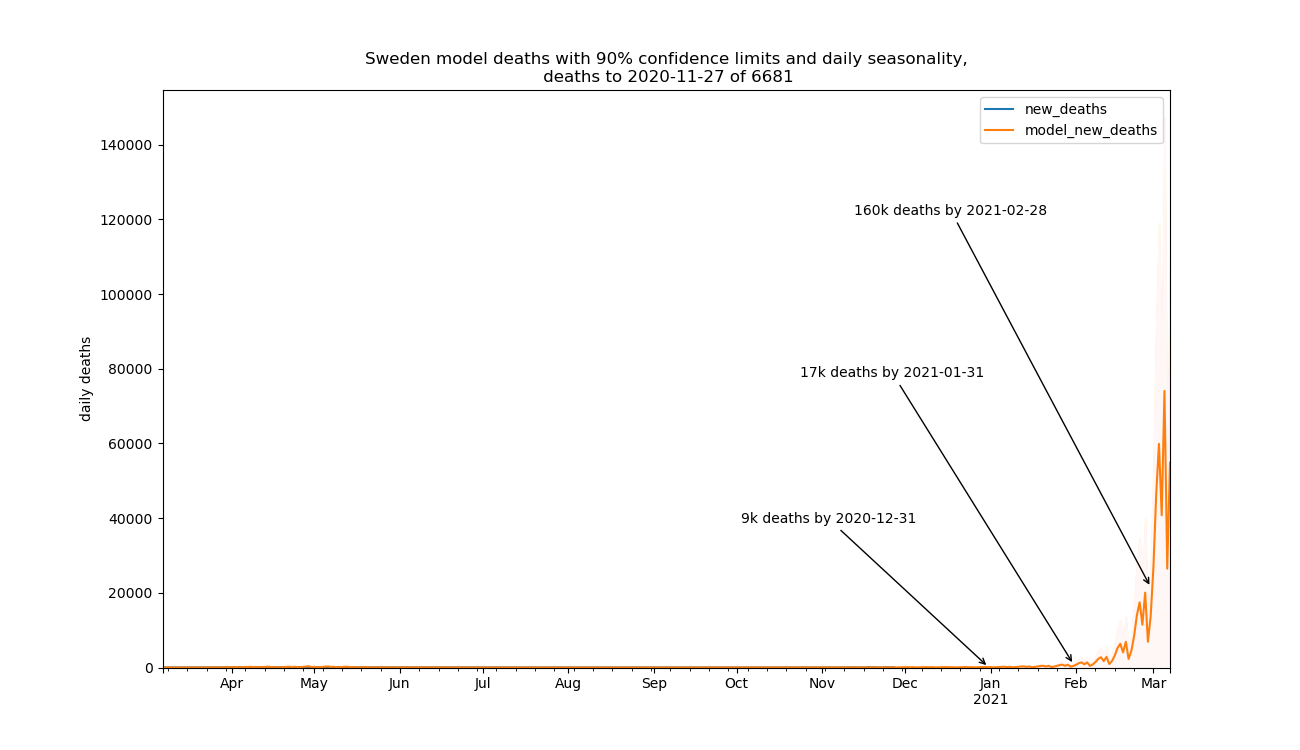 Sweden model deaths with 90% confidence limits and daily seasonality,
deaths to 2020-11-27 of 6681
new_deaths
model_new_deaths
140000
120000
100000
80000
60000
40000
20000
0
daily deaths
160k deaths by 2021-02-28
17k deaths by 2021-01-31
9k deaths by 2020-12-31
Apr May Jun Jul Aug Sep Oct Nov Dec Jan Feb Mar
2021